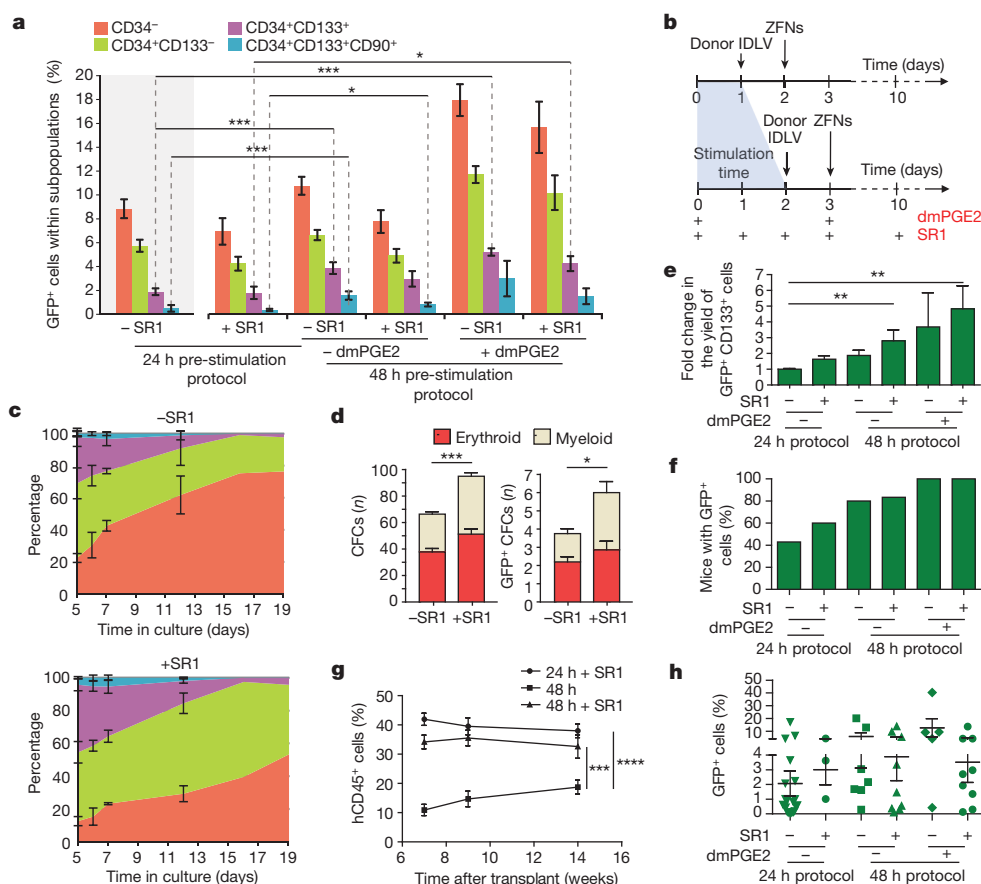 a
CD34⁻
CD34⁺CD133⁻
CD34⁺CD133⁺
CD34⁺CD133⁺CD90⁺
GFP⁺ cells within subpopulations (%)
20
18
16
14
12
10
8
6
4
2
0
***
*
*
***
***
– SR1
+ SR1
– SR1
+ SR1
– SR1
+ SR1
– dmPGE2
+ dmPGE2
24 h pre-stimulation
protocol
48 h pre-stimulation
protocol
b
Donor IDLV
ZFNs
Time (days)
0 1 2 3 10
Donor
IDLV
ZFNs
Stimulation
time
Time (days)
0 1 2 3 10
+ + dmPGE2
+ + + + + SR1
c
–SR1
Percentage
100
80
60
40
20
0
5 7 9 11 13 15 17 19
Time in culture (days)
+SR1
Percentage
100
80
60
40
20
0
5 7 9 11 13 15 17 19
Time in culture (days)
d
Erythroid
Myeloid
CFCs (n)
100
80
60
40
20
0
***
–SR1 +SR1
GFP⁺ CFCs (n)
7
6
5
4
3
2
1
0
*
–SR1 +SR1
e
Fold change in
the yield of
GFP⁺ CD133⁺ cells
7
6
5
4
3
2
1
0
**
**
SR1 – + – + – +
dmPGE2 – – +
24 h protocol 48 h protocol
f
Mice with GFP⁺
cells (%)
100
80
60
40
20
0
SR1 – + – + – +
dmPGE2 – – +
24 h protocol 48 h protocol
g
24 h + SR1
48 h
48 h + SR1
hCD45⁺ cells (%)
50
40
30
20
10
0
*** ****
6 8 10 12 14 16
Time after transplant (weeks)
h
GFP⁺ cells (%)
50
40
30
20
10
4
3
2
1
0
SR1 – + – + – +
dmPGE2 – – +
24 h protocol 48 h protocol